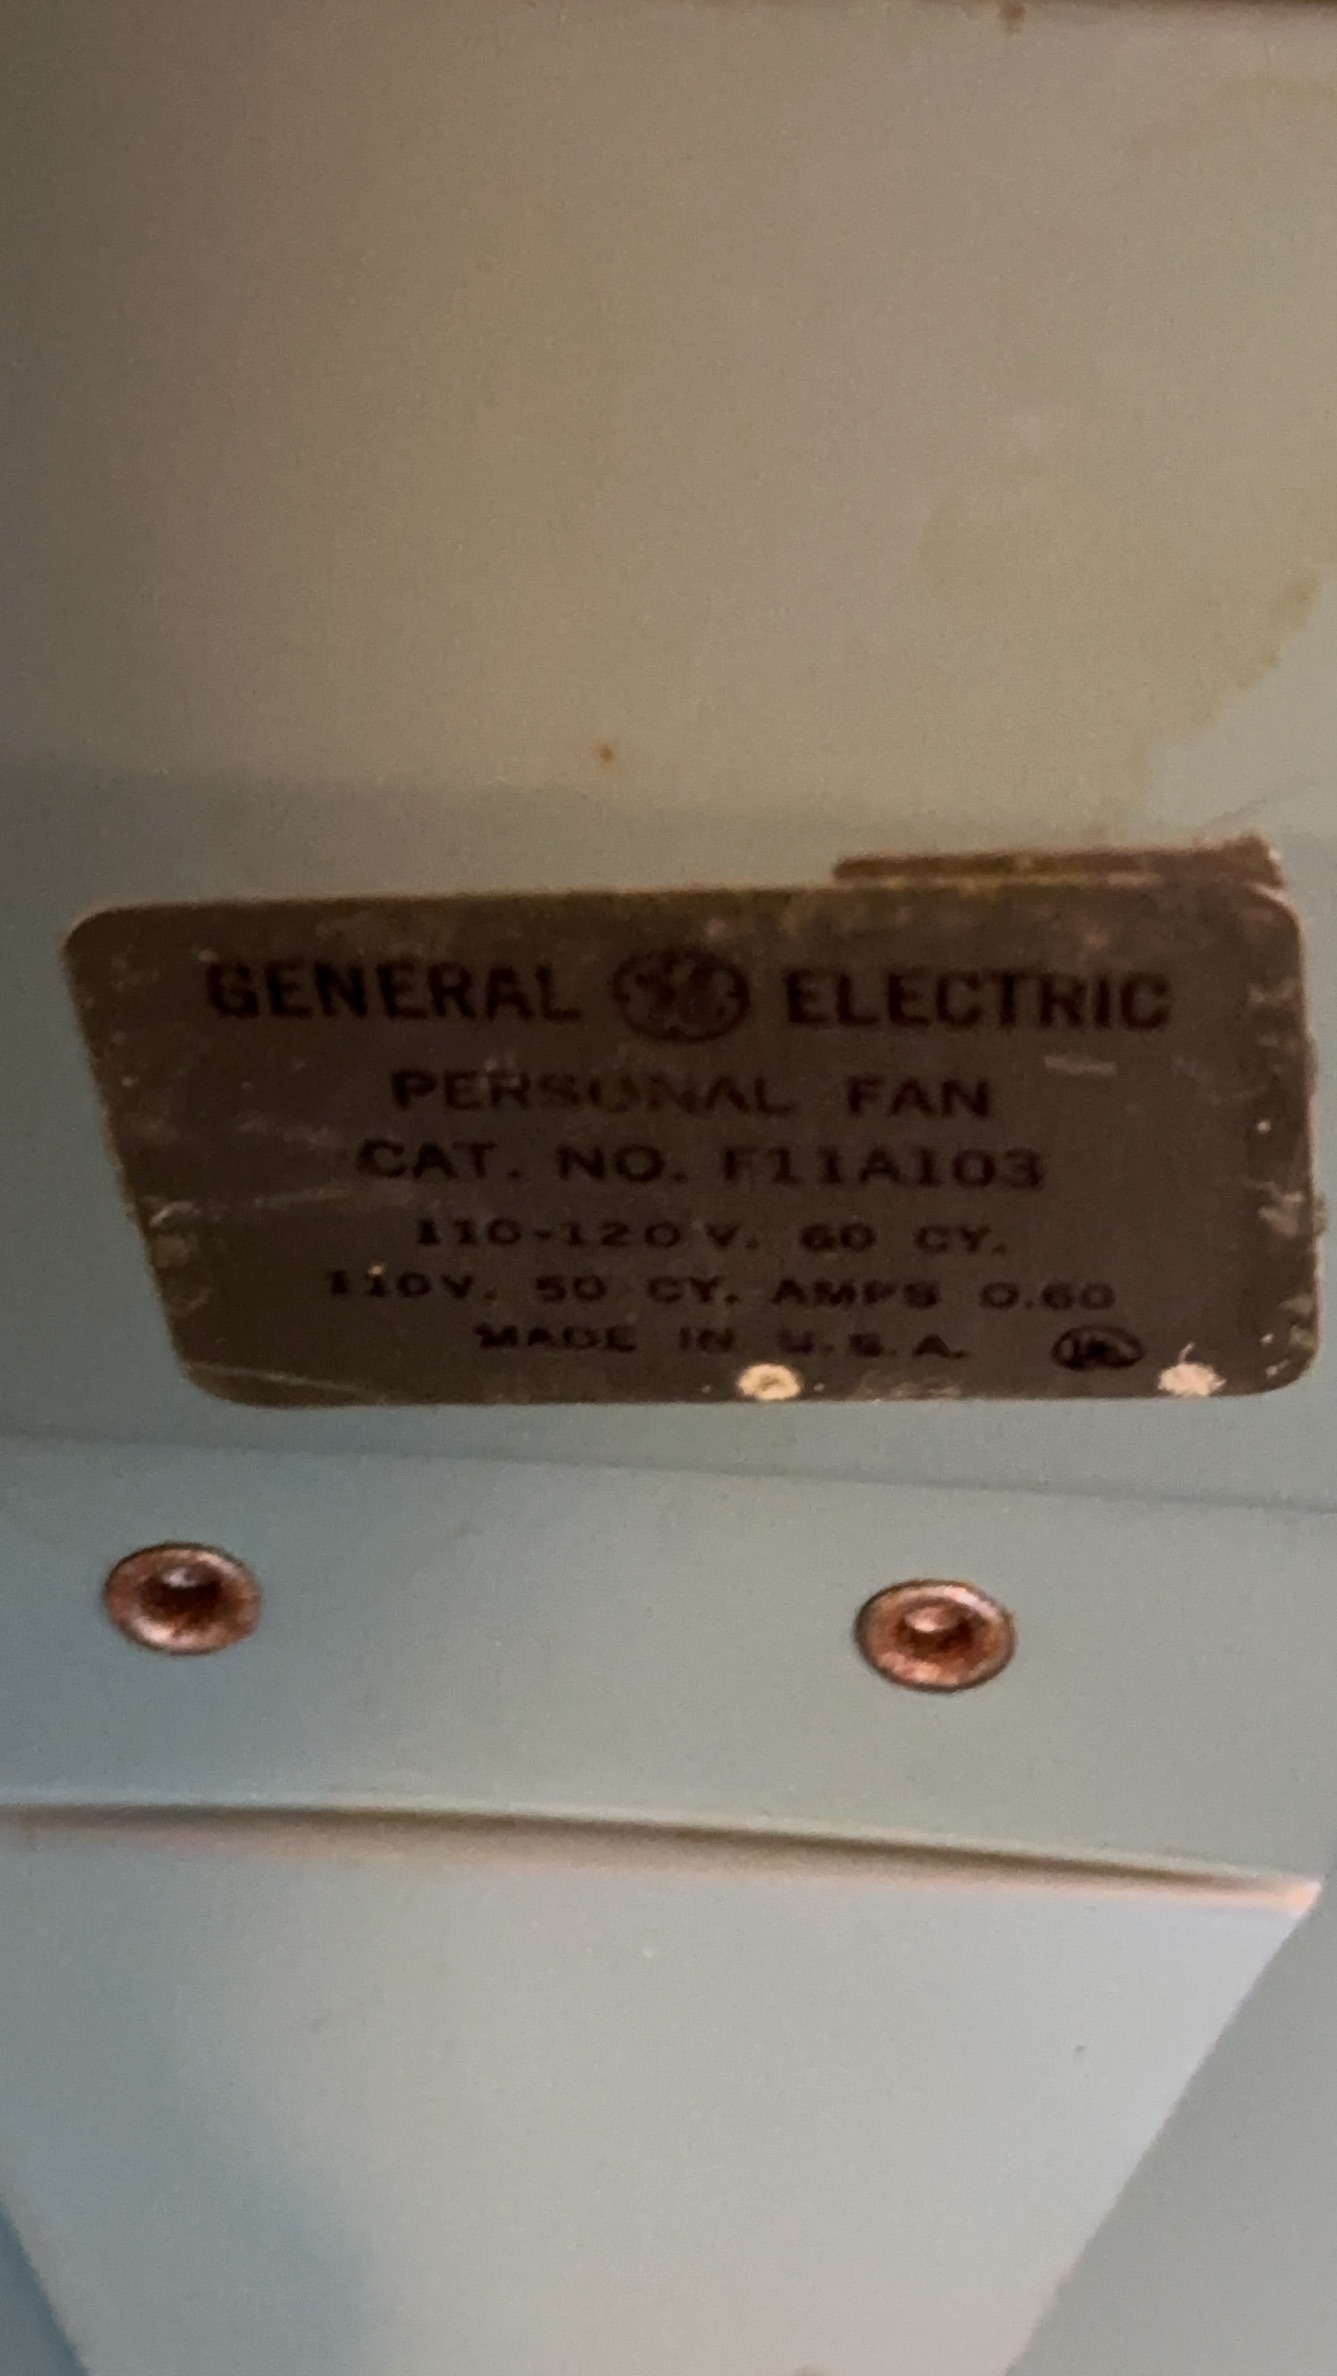 GENERAL GE ELECTRIC
PERSONAL FAN
CAT. NO. F11A103
110-120 V. 60 CY.
110V. 50 CY. AMPS 0.60
MADE IN U.S.A.